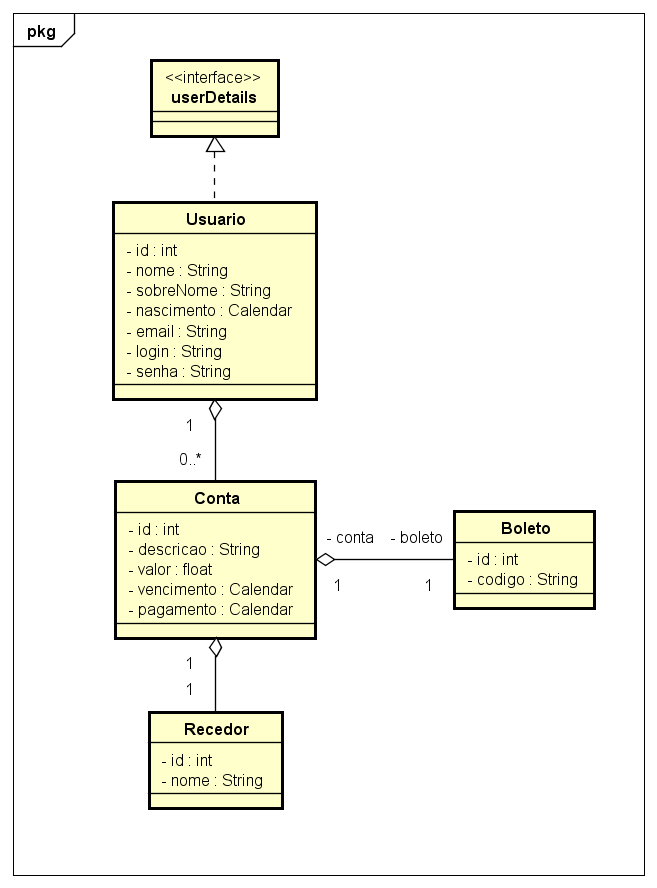 pkg
<<interface>>
userDetails
Usuario
- id : int
- nome : String
- sobreNome : String
- nascimento : Calendar
- email : String
- login : String
- senha : String
1
0..*
Conta
- id : int
- descricao : String
- valor : float
- vencimento : Calendar
- pagamento : Calendar
- conta - boleto
1 1
Boleto
- id : int
- codigo : String
1
1
Recedor
- id : int
- nome : String